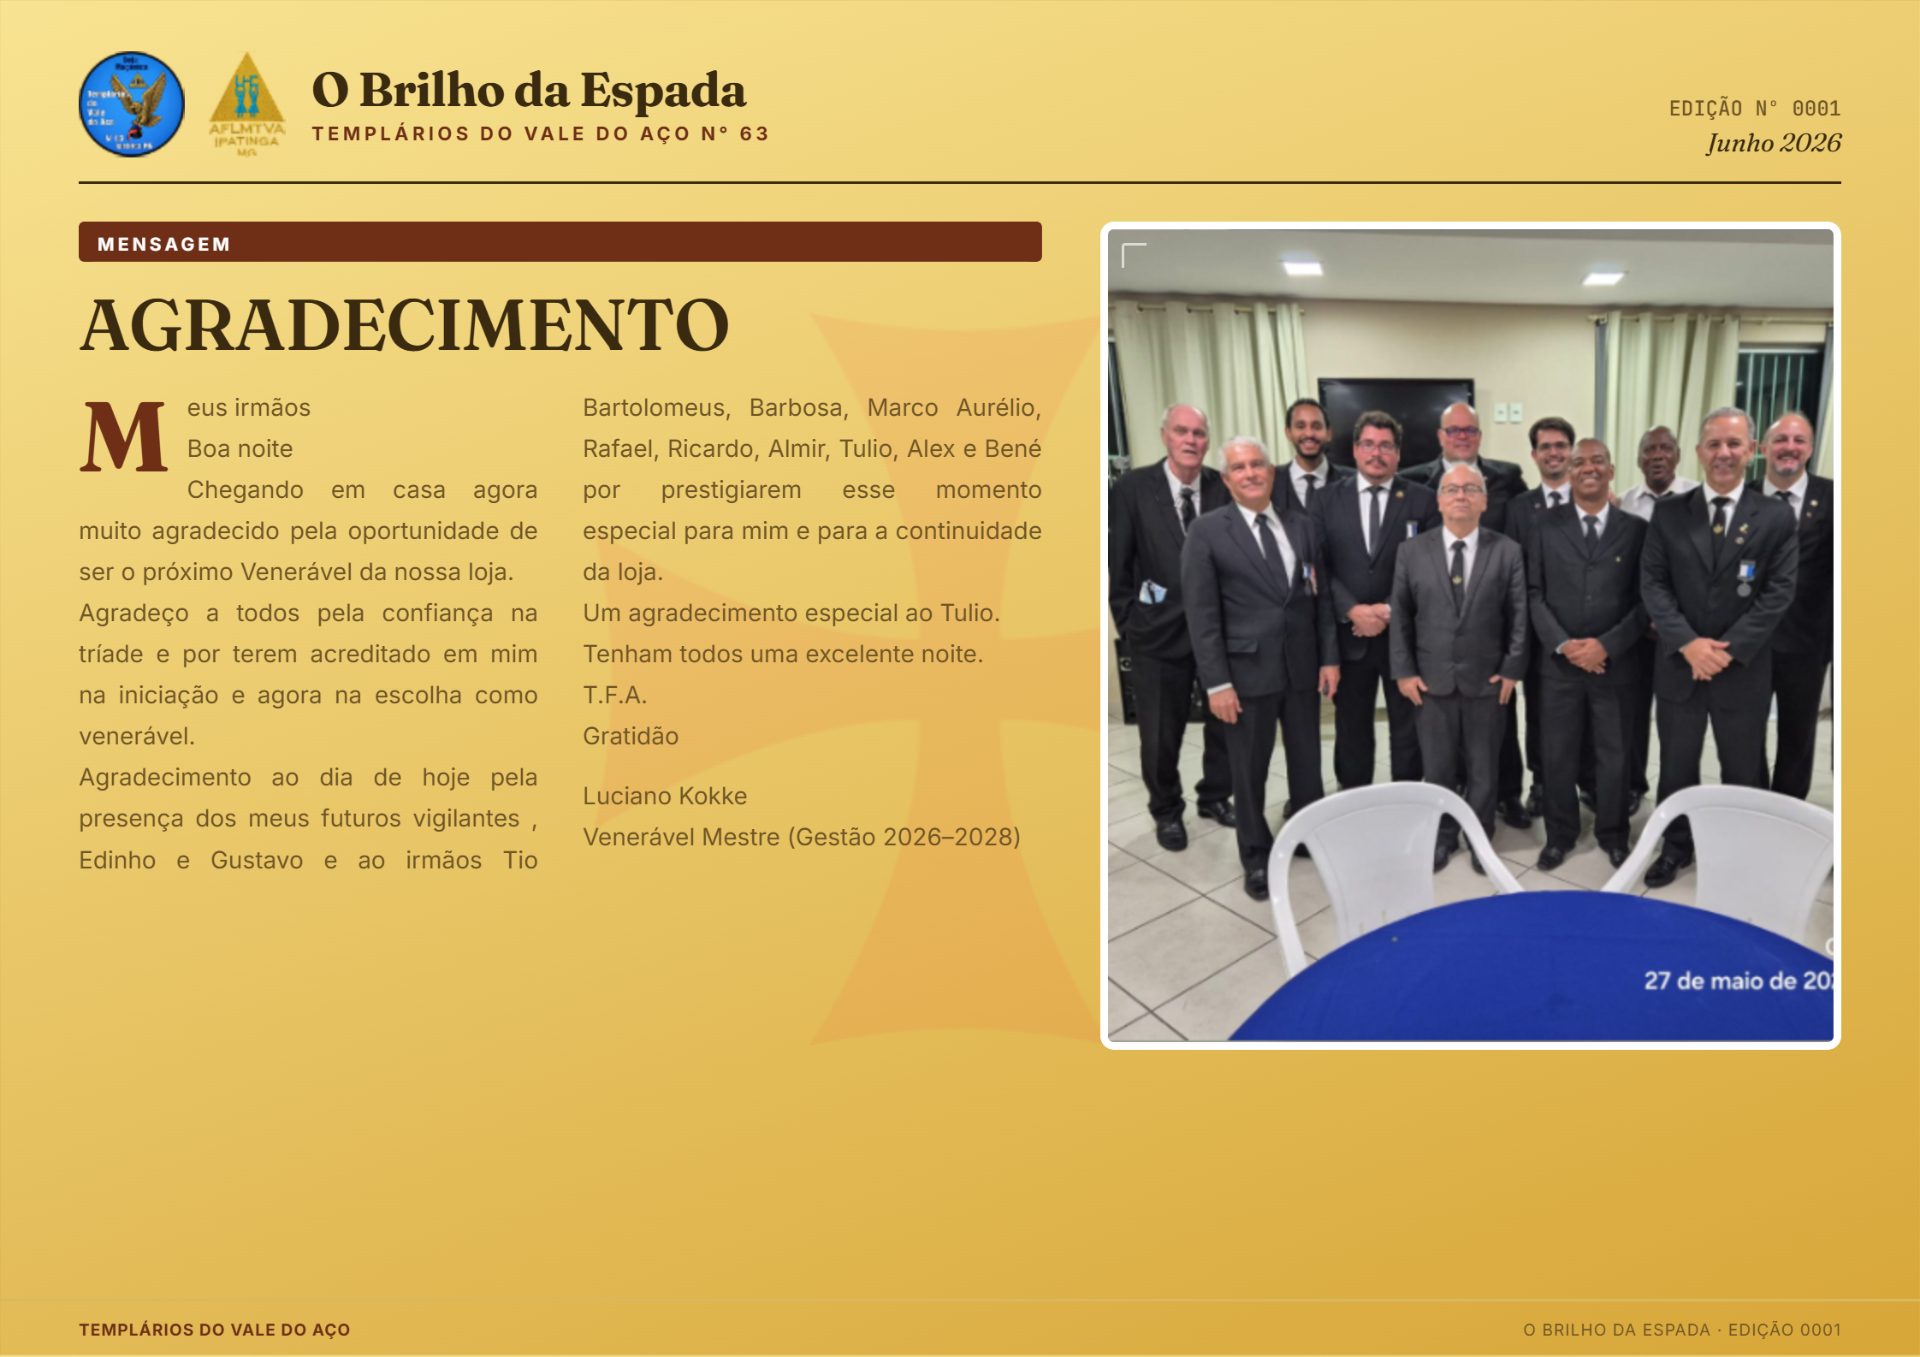 AFLMTVA
IPATINGA
MG
O Brilho da Espada
TEMPLÁRIOS DO VALE DO AÇO N° 63
EDIÇÃO N° 0001
Junho 2026
MENSAGEM
AGRADECIMENTO
Meus irmãos
Boa noite
Chegando em casa agora
muito agradecido pela oportunidade de
ser o próximo Venerável da nossa loja.
Agradeço a todos pela confiança na
tríade e por terem acreditado em mim
na iniciação e agora na escolha como
venerável.
Agradecimento ao dia de hoje pela
presença dos meus futuros vigilantes ,
Edinho e Gustavo e ao irmãos Tio
Bartolomeus, Barbosa, Marco Aurélio,
Rafael, Ricardo, Almir, Tulio, Alex e Bené
por prestigiarem esse momento
especial para mim e para a continuidade
da loja.
Um agradecimento especial ao Tulio.
Tenham todos uma excelente noite.
T.F.A.
Gratidão
Luciano Kokke
Venerável Mestre (Gestão 2026–2028)
27 de maio de 202
TEMPLÁRIOS DO VALE DO AÇO
O BRILHO DA ESPADA · EDIÇÃO 0001